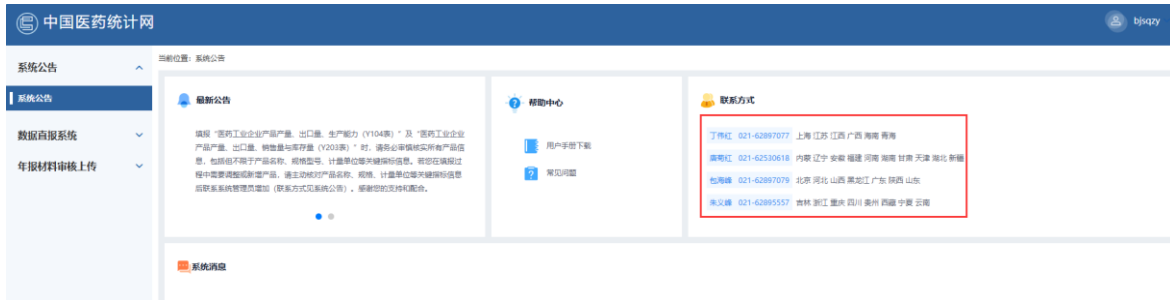 中国医药统计网
bjsqzy
系统公告
系统公告
数据直报系统
年报材料审核上传
当前位置：系统公告
最新公告
填报“医药工业企业产品产量、出口量、生产能力（Y104表）”及“医药工业企业
产品产量、出口量、销售量与库存量（Y203表）”时，请务必审慎核实所有产品信
息，包括但不限于产品名称、规格型号、计量单位等关键指标信息。若您在填报过
程中需要调整或新增产品，请主动核对产品名称、规格、计量单位等关键指标信息
后联系系统管理员增加（联系方式见系统公告）。感谢您的支持和配合。
帮助中心
用户手册下载
常见问题
联系方式
丁伟红 021-62897077 上海 江苏 江西 广西 海南 青海
菊红 021-62530618 内蒙 辽宁 安徽 福建 河南 湖南 甘肃 天津 湖北 新疆
包海峰 021-62897079 北京 河北 山西 黑龙江 广东 陕西 山东
朱义峰 021-62895557 吉林 浙江 重庆 四川 贵州 西藏 宁夏 云南
系统消息